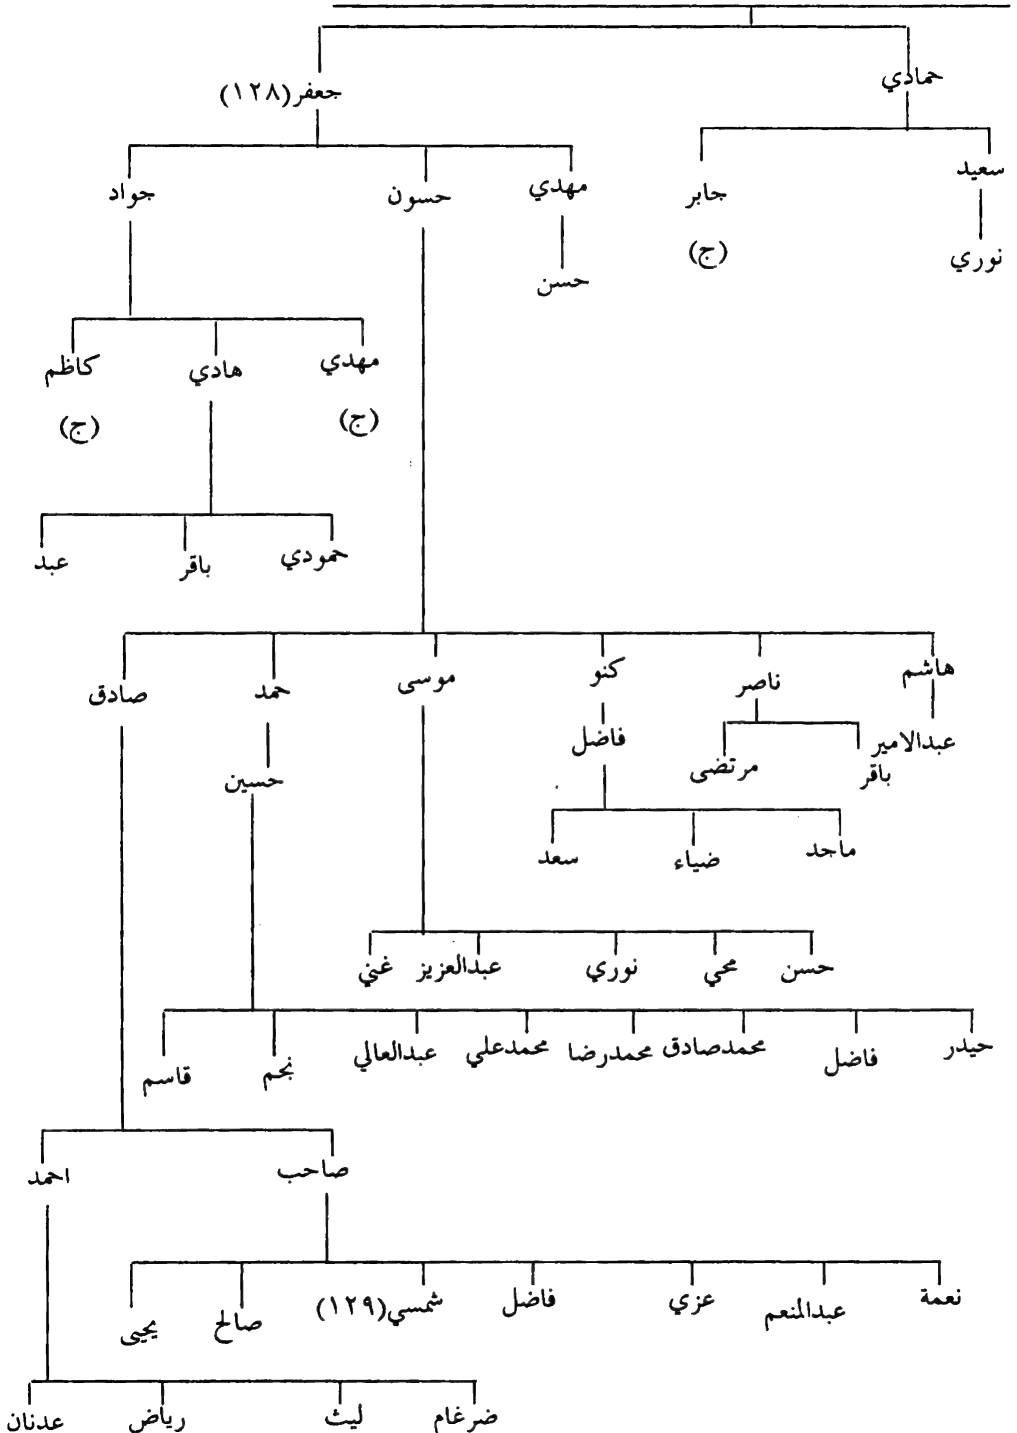 حمادي
جعفر (١٢٨)
سعيد
جابر
مهدي
حسون
جواد
(ج)
نوري
حسن
مهدي
هادي
كاظم
(ج)
(ج)
حمودي
باقر
عبد
هاشم
ناصر
كنو
موسى
حمد
صادق
عبدالامير
باقر
مرتضى
فاضل
حسين
ماجد
ضياء
سعد
حسن
محي
نوري
عبدالعزيز
غني
حيدر
فاضل
محمدصادق
محمدرضا
محمدعلي
عبدالعالي
نجم
قاسم
صاحب
احمد
نعمة
عبدالمنعم
عزي
فاضل
شمسي (١٢٩)
صالح
يحيى
ضرغام
ليث
رياض
عدنان